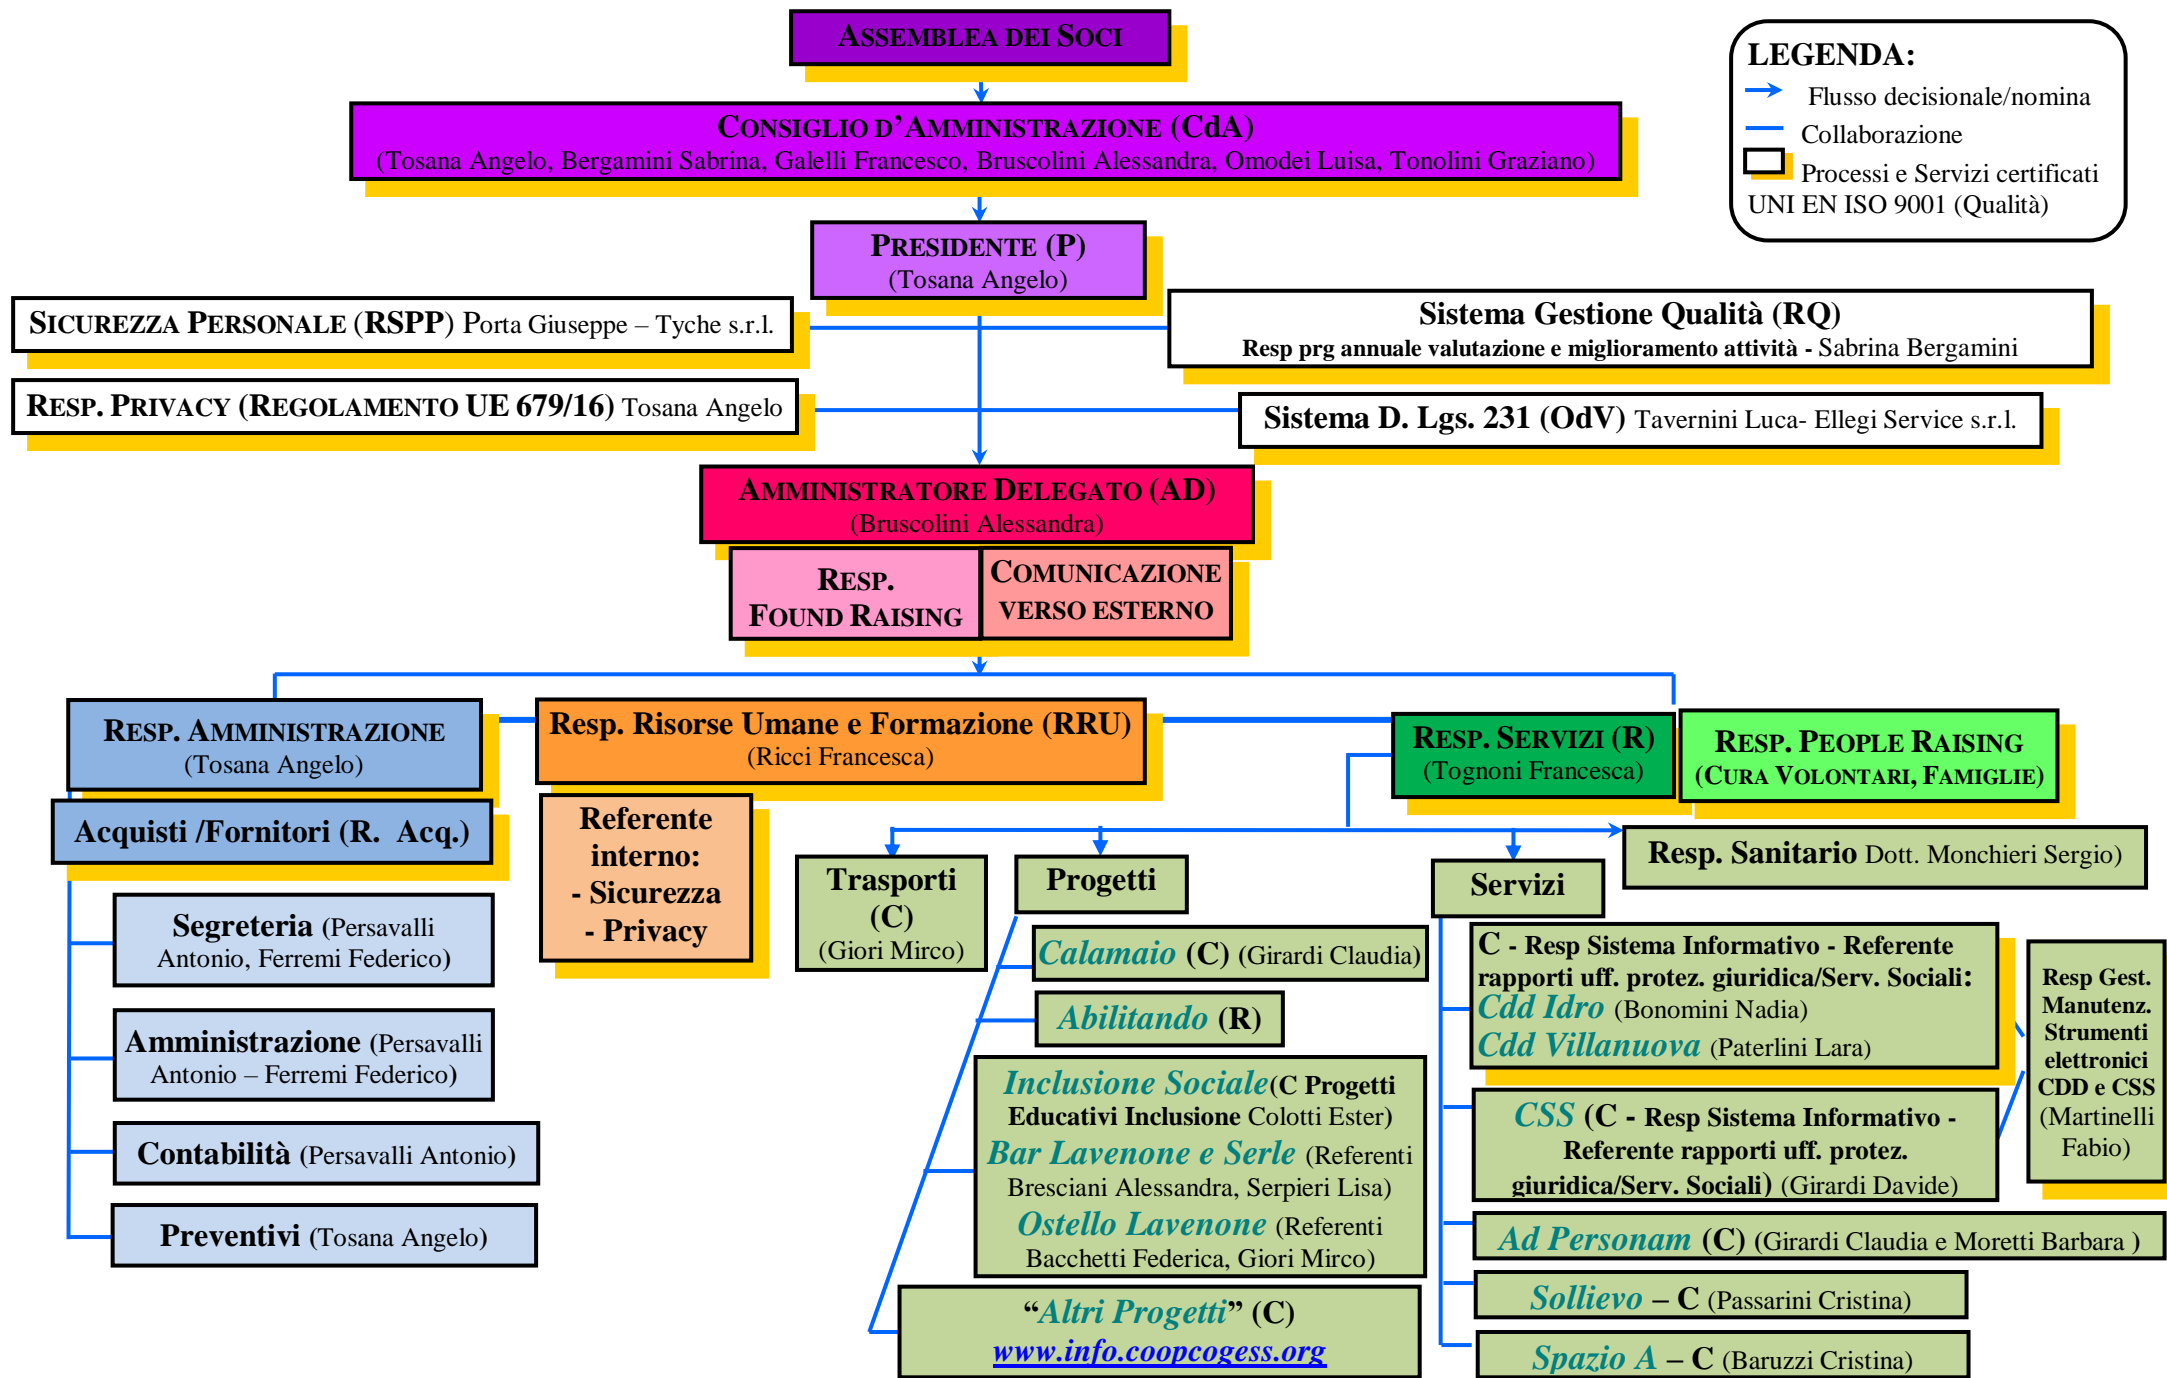 ASSEMBLEA DEI SOCI
LEGENDA:
Flusso decisionale/nomina
Collaborazione
Processi e Servizi certificati
UNI EN ISO 9001 (Qualità)
CONSIGLIO D’AMMINISTRAZIONE (CdA)
(Tosana Angelo, Bergamini Sabrina, Galelli Francesco, Bruscolini Alessandra, Omodei Luisa, Tonolini Graziano)
PRESIDENTE (P)
(Tosana Angelo)
SICUREZZA PERSONALE (RSPP) Porta Giuseppe – Tyche s.r.l.
Sistema Gestione Qualità (RQ)
Resp prg annuale valutazione e miglioramento attività - Sabrina Bergamini
RESP. PRIVACY (REGOLAMENTO UE 679/16) Tosana Angelo
Sistema D. Lgs. 231 (OdV) Tavernini Luca- Ellegi Service s.r.l.
AMMINISTRATORE DELEGATO (AD)
(Bruscolini Alessandra)
RESP.
FOUND RAISING
COMUNICAZIONE
VERSO ESTERNO
RESP. AMMINISTRAZIONE
(Tosana Angelo)
Resp. Risorse Umane e Formazione (RRU)
(Ricci Francesca)
RESP. SERVIZI (R)
(Tognoni Francesca)
RESP. PEOPLE RAISING
(CURA VOLONTARI, FAMIGLIE)
Acquisti /Fornitori (R. Acq.)
Referente
interno:
- Sicurezza
- Privacy
Segreteria (Persavalli
Antonio, Ferremi Federico)
Amministrazione (Persavalli
Antonio – Ferremi Federico)
Contabilità (Persavalli Antonio)
Preventivi (Tosana Angelo)
Trasporti
(C)
(Giori Mirco)
Progetti
Servizi
Resp. Sanitario Dott. Monchieri Sergio)
Calamaio (C) (Girardi Claudia)
Abilitando (R)
Inclusione Sociale(C Progetti
Educativi Inclusione Colotti Ester)
Bar Lavenone e Serle (Referenti
Bresciani Alessandra, Serpieri Lisa)
Ostello Lavenone (Referenti
Bacchetti Federica, Giori Mirco)
“Altri Progetti” (C)
www.info.coopcogess.org
C - Resp Sistema Informativo - Referente
rapporti uff. protez. giuridica/Serv. Sociali:
Cdd Idro (Bonomini Nadia)
Cdd Villanuova (Paterlini Lara)
CSS (C - Resp Sistema Informativo -
Referente rapporti uff. protez.
giuridica/Serv. Sociali) (Girardi Davide)
Ad Personam (C) (Girardi Claudia e Moretti Barbara )
Sollievo – C (Passarini Cristina)
Spazio A – C (Baruzzi Cristina)
Resp Gest.
Manutenz.
Strumenti
elettronici
CDD e CSS
(Martinelli
Fabio)